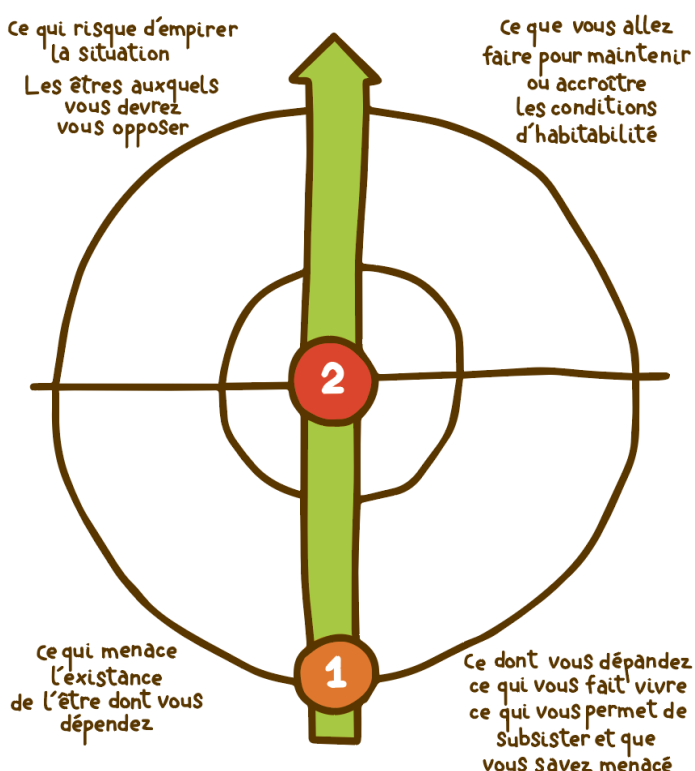 Ce qui risque d'empirer
la situation
Les êtres auxquels
vous devrez
vous opposer
Ce que vous allez
faire pour maintenir
ou accroître
les conditions
d'habitabilité
2
1
Ce qui menace
l'existance
de l'être dont vous
dépendez
Ce dont vous dépandez
ce qui vous fait vivre
ce qui vous permet de
subsister et que
vous savez menacé